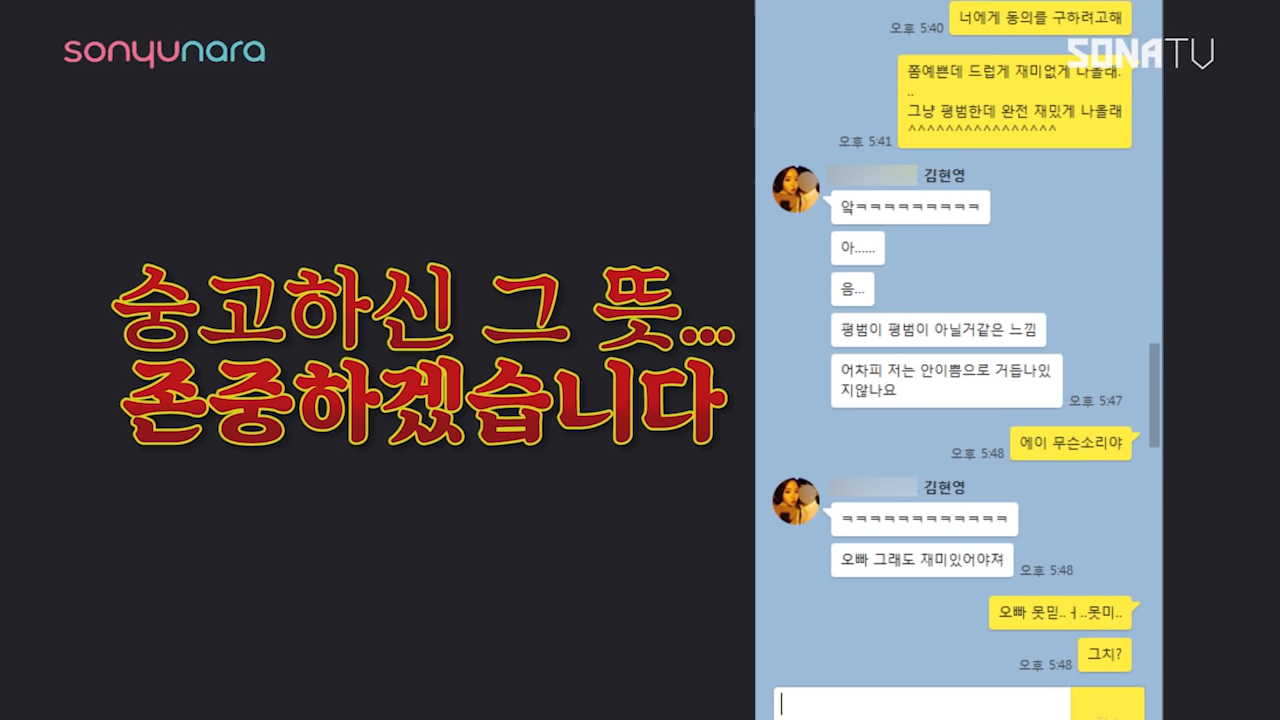 sonyunara
SONATV
숭고하신 그 뜻...
존중하겠습니다
너에게 동의를 구하려고해
오후 5:40
쫌예쁜데 드럽게 재미없게 나올래.
..
그냥 평범한데 완전 재밌게 나올래
^^^^^^^^^^^^^^^^
오후 5:41
김현영
앜ㅋㅋㅋㅋㅋㅋㅋㅋㅋ
아......
음...
평범이 평범이 아닐거같은 느낌
어차피 저는 안이쁨으로 거듭나있
지않나요
오후 5:47
에이 무슨소리야
오후 5:48
김현영
ㅋㅋㅋㅋㅋㅋㅋㅋㅋㅋㅋㅋ
오빠 그래도 재미있어야져
오후 5:48
오빠 못믿..ㅓ..못미..
그치?
오후 5:48